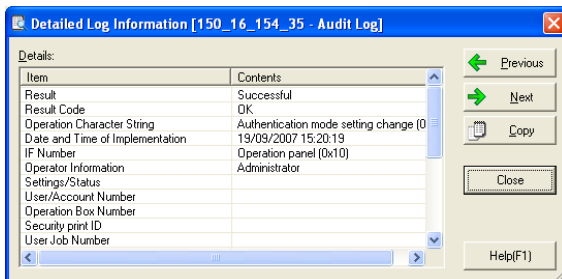 Detailed Log Information [150_16_154_35 - Audit Log]
Details:
Item Contents
Result Successful
Result Code OK
Operation Character String Authentication mode setting change (0
Date and Time of Implementation 19/09/2007 15:20:19
IF Number Operation panel (0x10)
Operator Information Administrator
Settings/Status
User/Account Number
Operation Box Number
Security print ID
User Job Number
Previous
Next
Copy
Close
Help(F1)